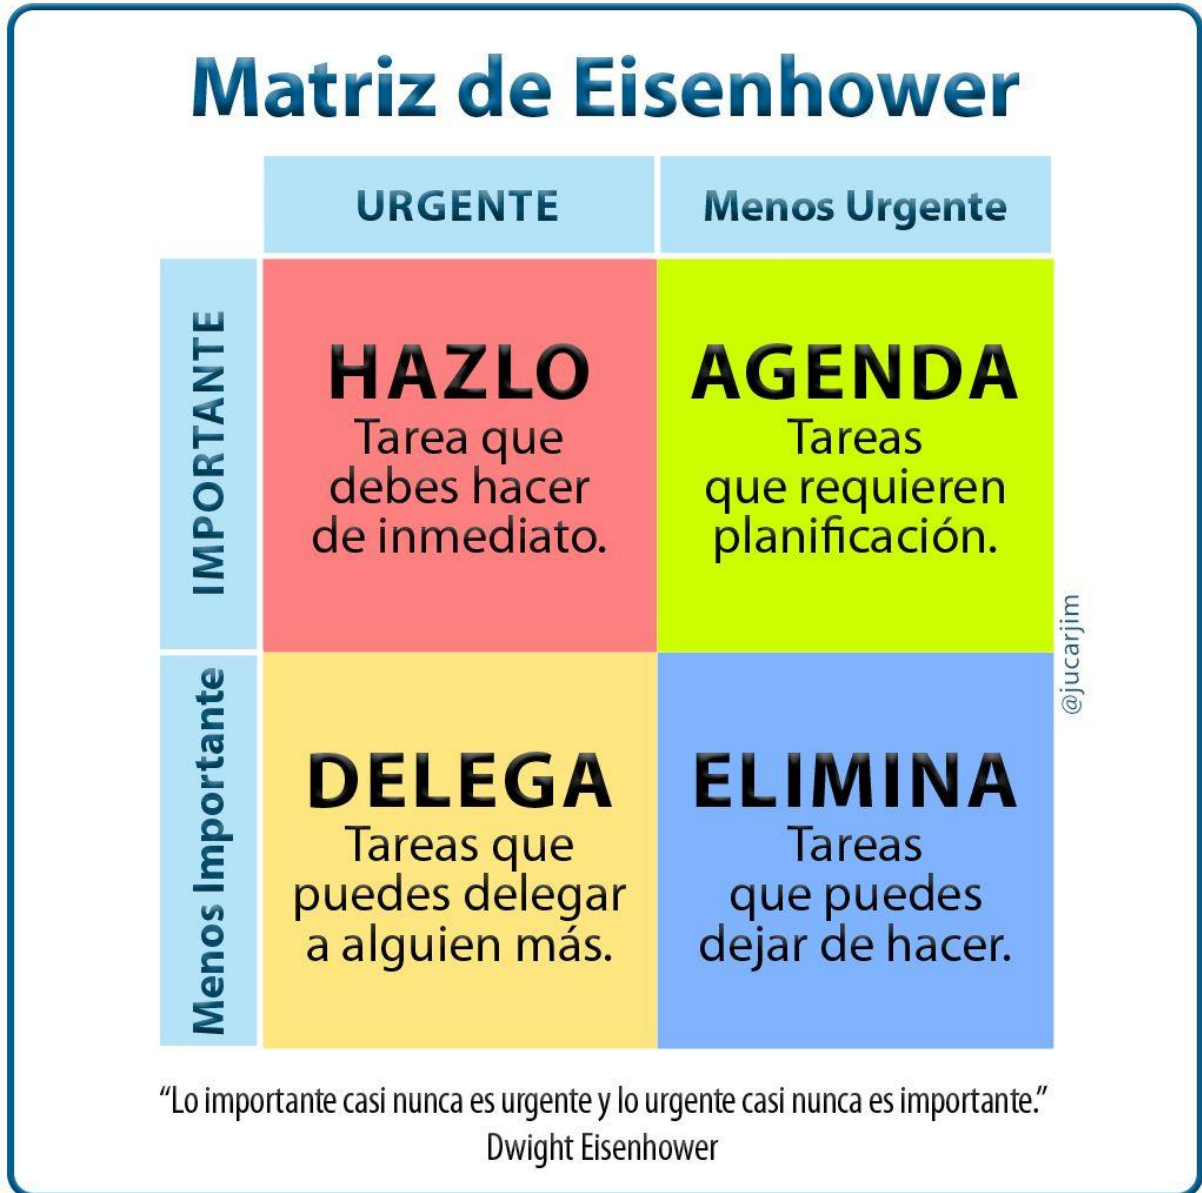 Matriz de Eisenhower
URGENTE
Menos Urgente
IMPORTANTE
HAZLO
Tarea que
debes hacer
de inmediato.
AGENDA
Tareas
que requieren
planificación.
@jucarjim
Menos Importante
DELEGA
Tareas que
puedes delegar
a alguien más.
ELIMINA
Tareas
que puedes
dejar de hacer.
“Lo importante casi nunca es urgente y lo urgente casi nunca es importante.”
Dwight Eisenhower